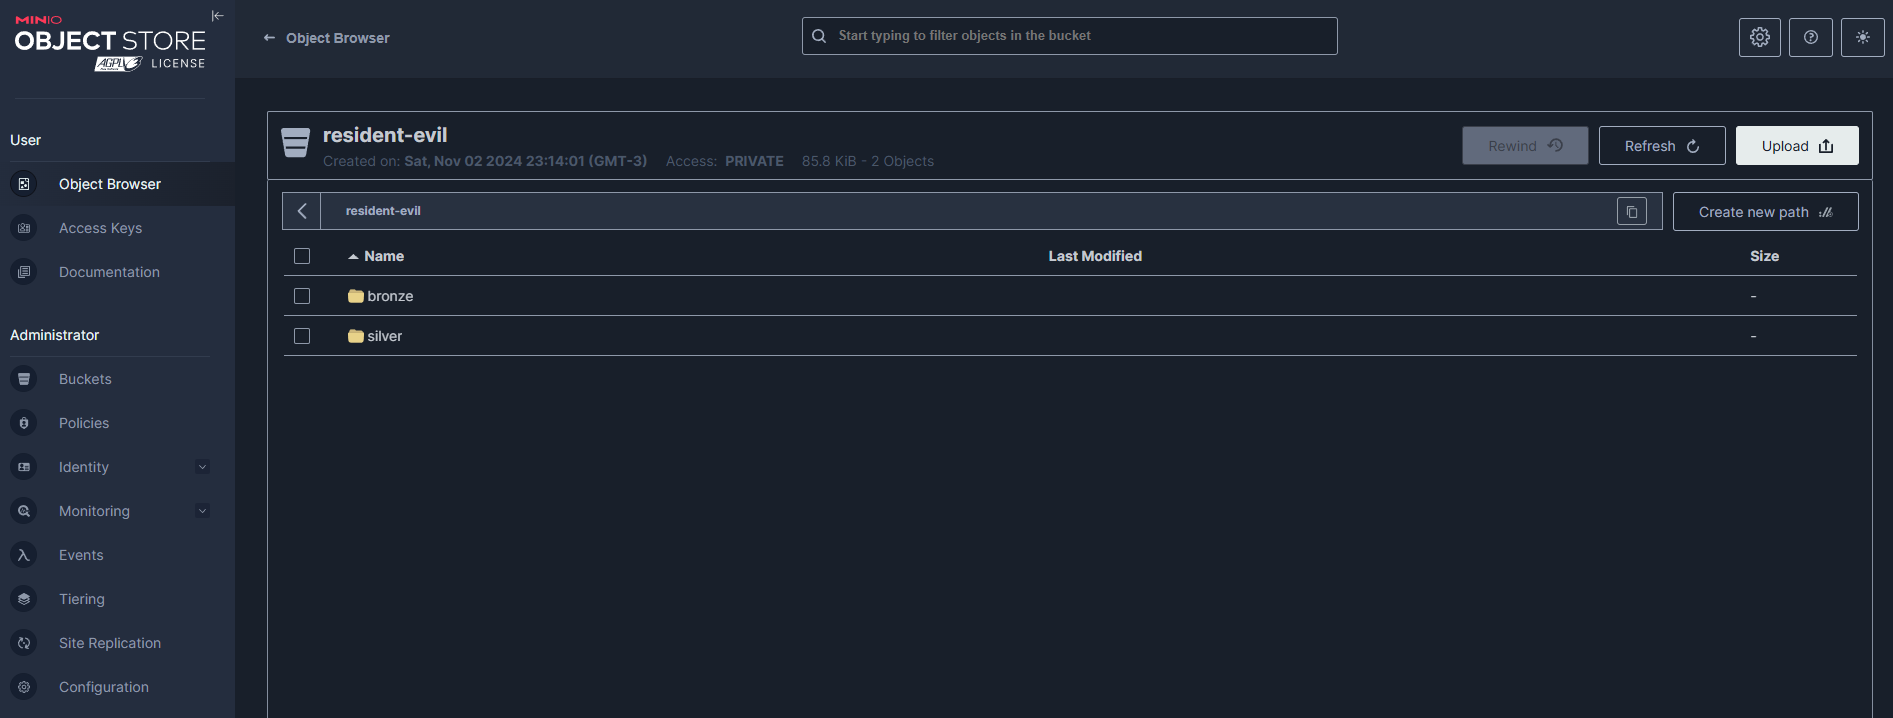 MINIO
OBJECT STORE
AGPL LICENSE
User
Object Browser
Access Keys
Documentation
Administrator
Buckets
Policies
Identity
Monitoring
Events
Tiering
Site Replication
Configuration
Object Browser
Start typing to filter objects in the bucket
resident-evil
Created on: Sat, Nov 02 2024 23:14:01 (GMT-3) Access: PRIVATE 85.8 KiB - 2 Objects
Rewind Refresh Upload
resident-evil
Create new path
Name Last Modified Size
bronze -
silver -